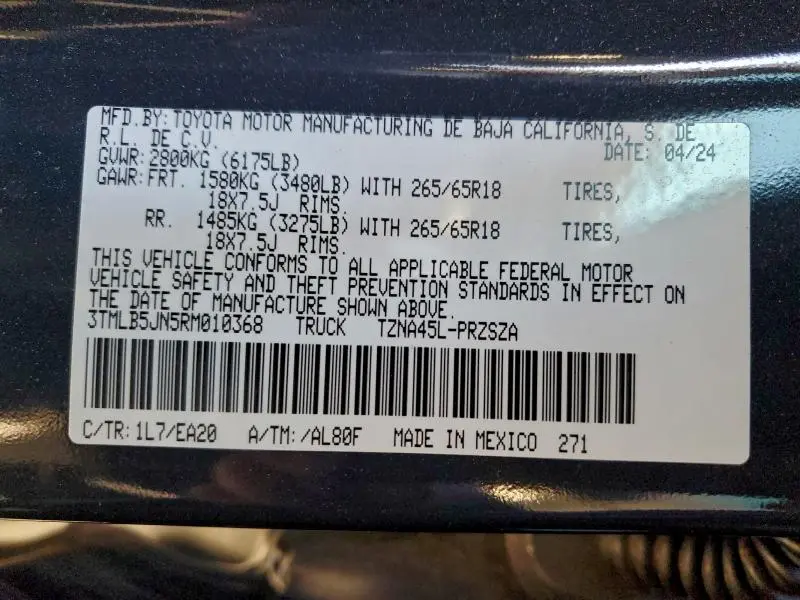 MFD.BY:TOYOTA MOTOR MANUFACTURING DE BAJA CALIFORNIA, S. DE
R.L. DE C.V. DATE: 04/24
GVWR:2800KG (6175LB)
GAWR:FRT. 1580KG (3480LB) WITH 265/65R18 TIRES,
18X7.5J RIMS.
RR. 1485KG (3275LB) WITH 265/65R18 TIRES,
18X7.5J RIMS.
THIS VEHICLE CONFORMS TO ALL APPLICABLE FEDERAL MOTOR
VEHICLE SAFETY AND THEFT PREVENTION STANDARDS IN EFFECT ON
THE DATE OF MANUFACTURE SHOWN ABOVE.
3TMLB5JN5RM010368 TRUCK TZNA45L-PRZSZA
C/TR:1L7/EA20 A/TM:/AL80F MADE IN MEXICO 271